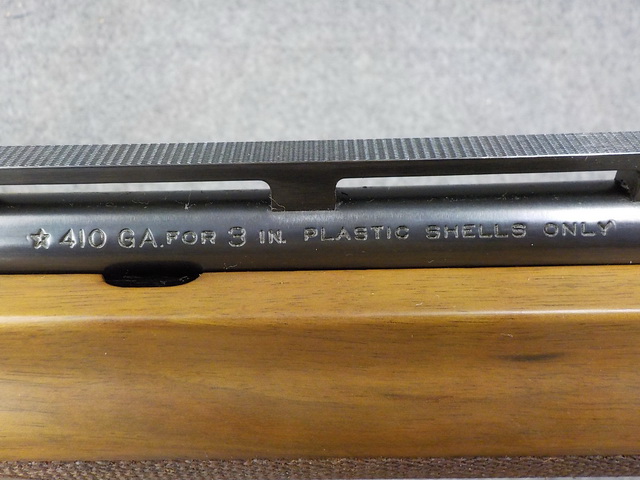 ★ 410 GA. FOR 3 IN. PLASTIC SHELLS ONLY